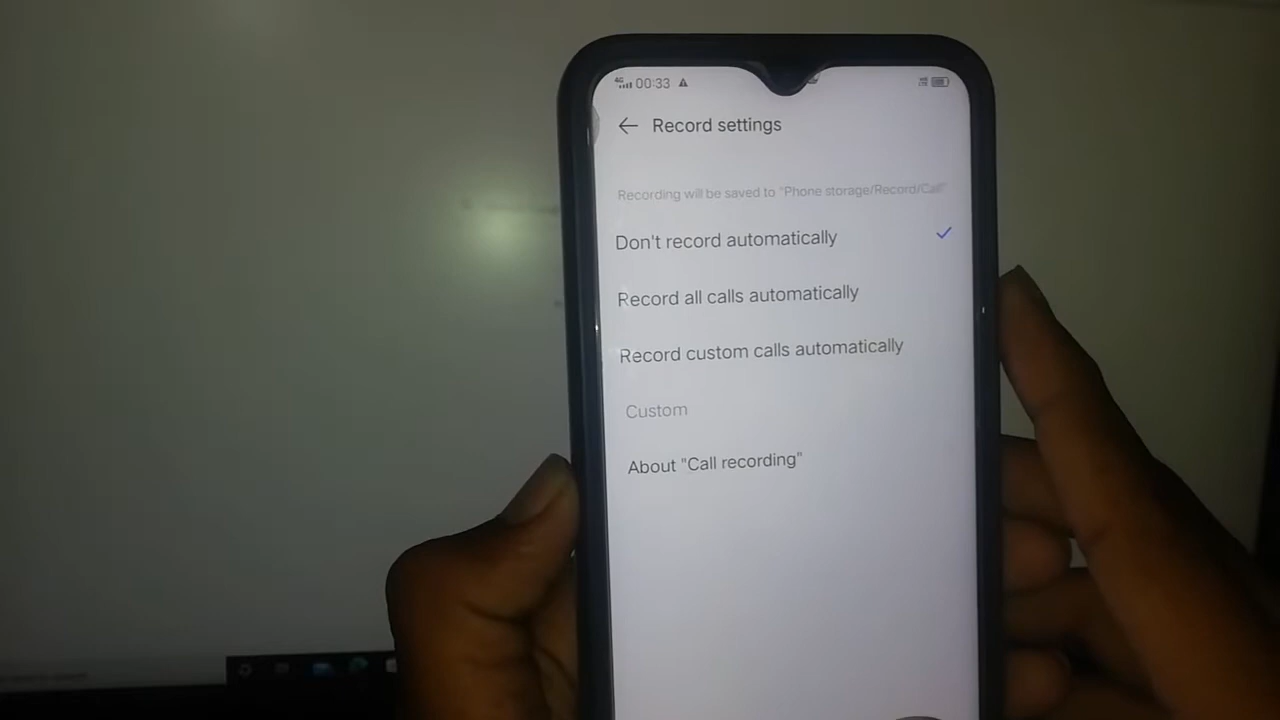 4G 00:33
Record settings
Recording will be saved to "Phone storage/Record/Call"
Don't record automatically
Record all calls automatically
Record custom calls automatically
Custom
About "Call recording"